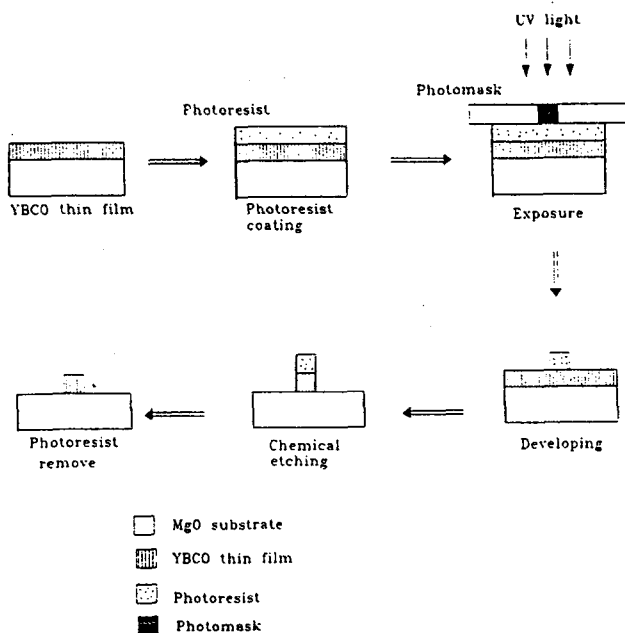 UV light
Photomask
Photoresist
YBCO thin film
Photoresist
coating
Exposure
Photoresist
remove
Chemical
etching
Developing
MgO substrate
YBCO thin film
Photoresist
Photomask